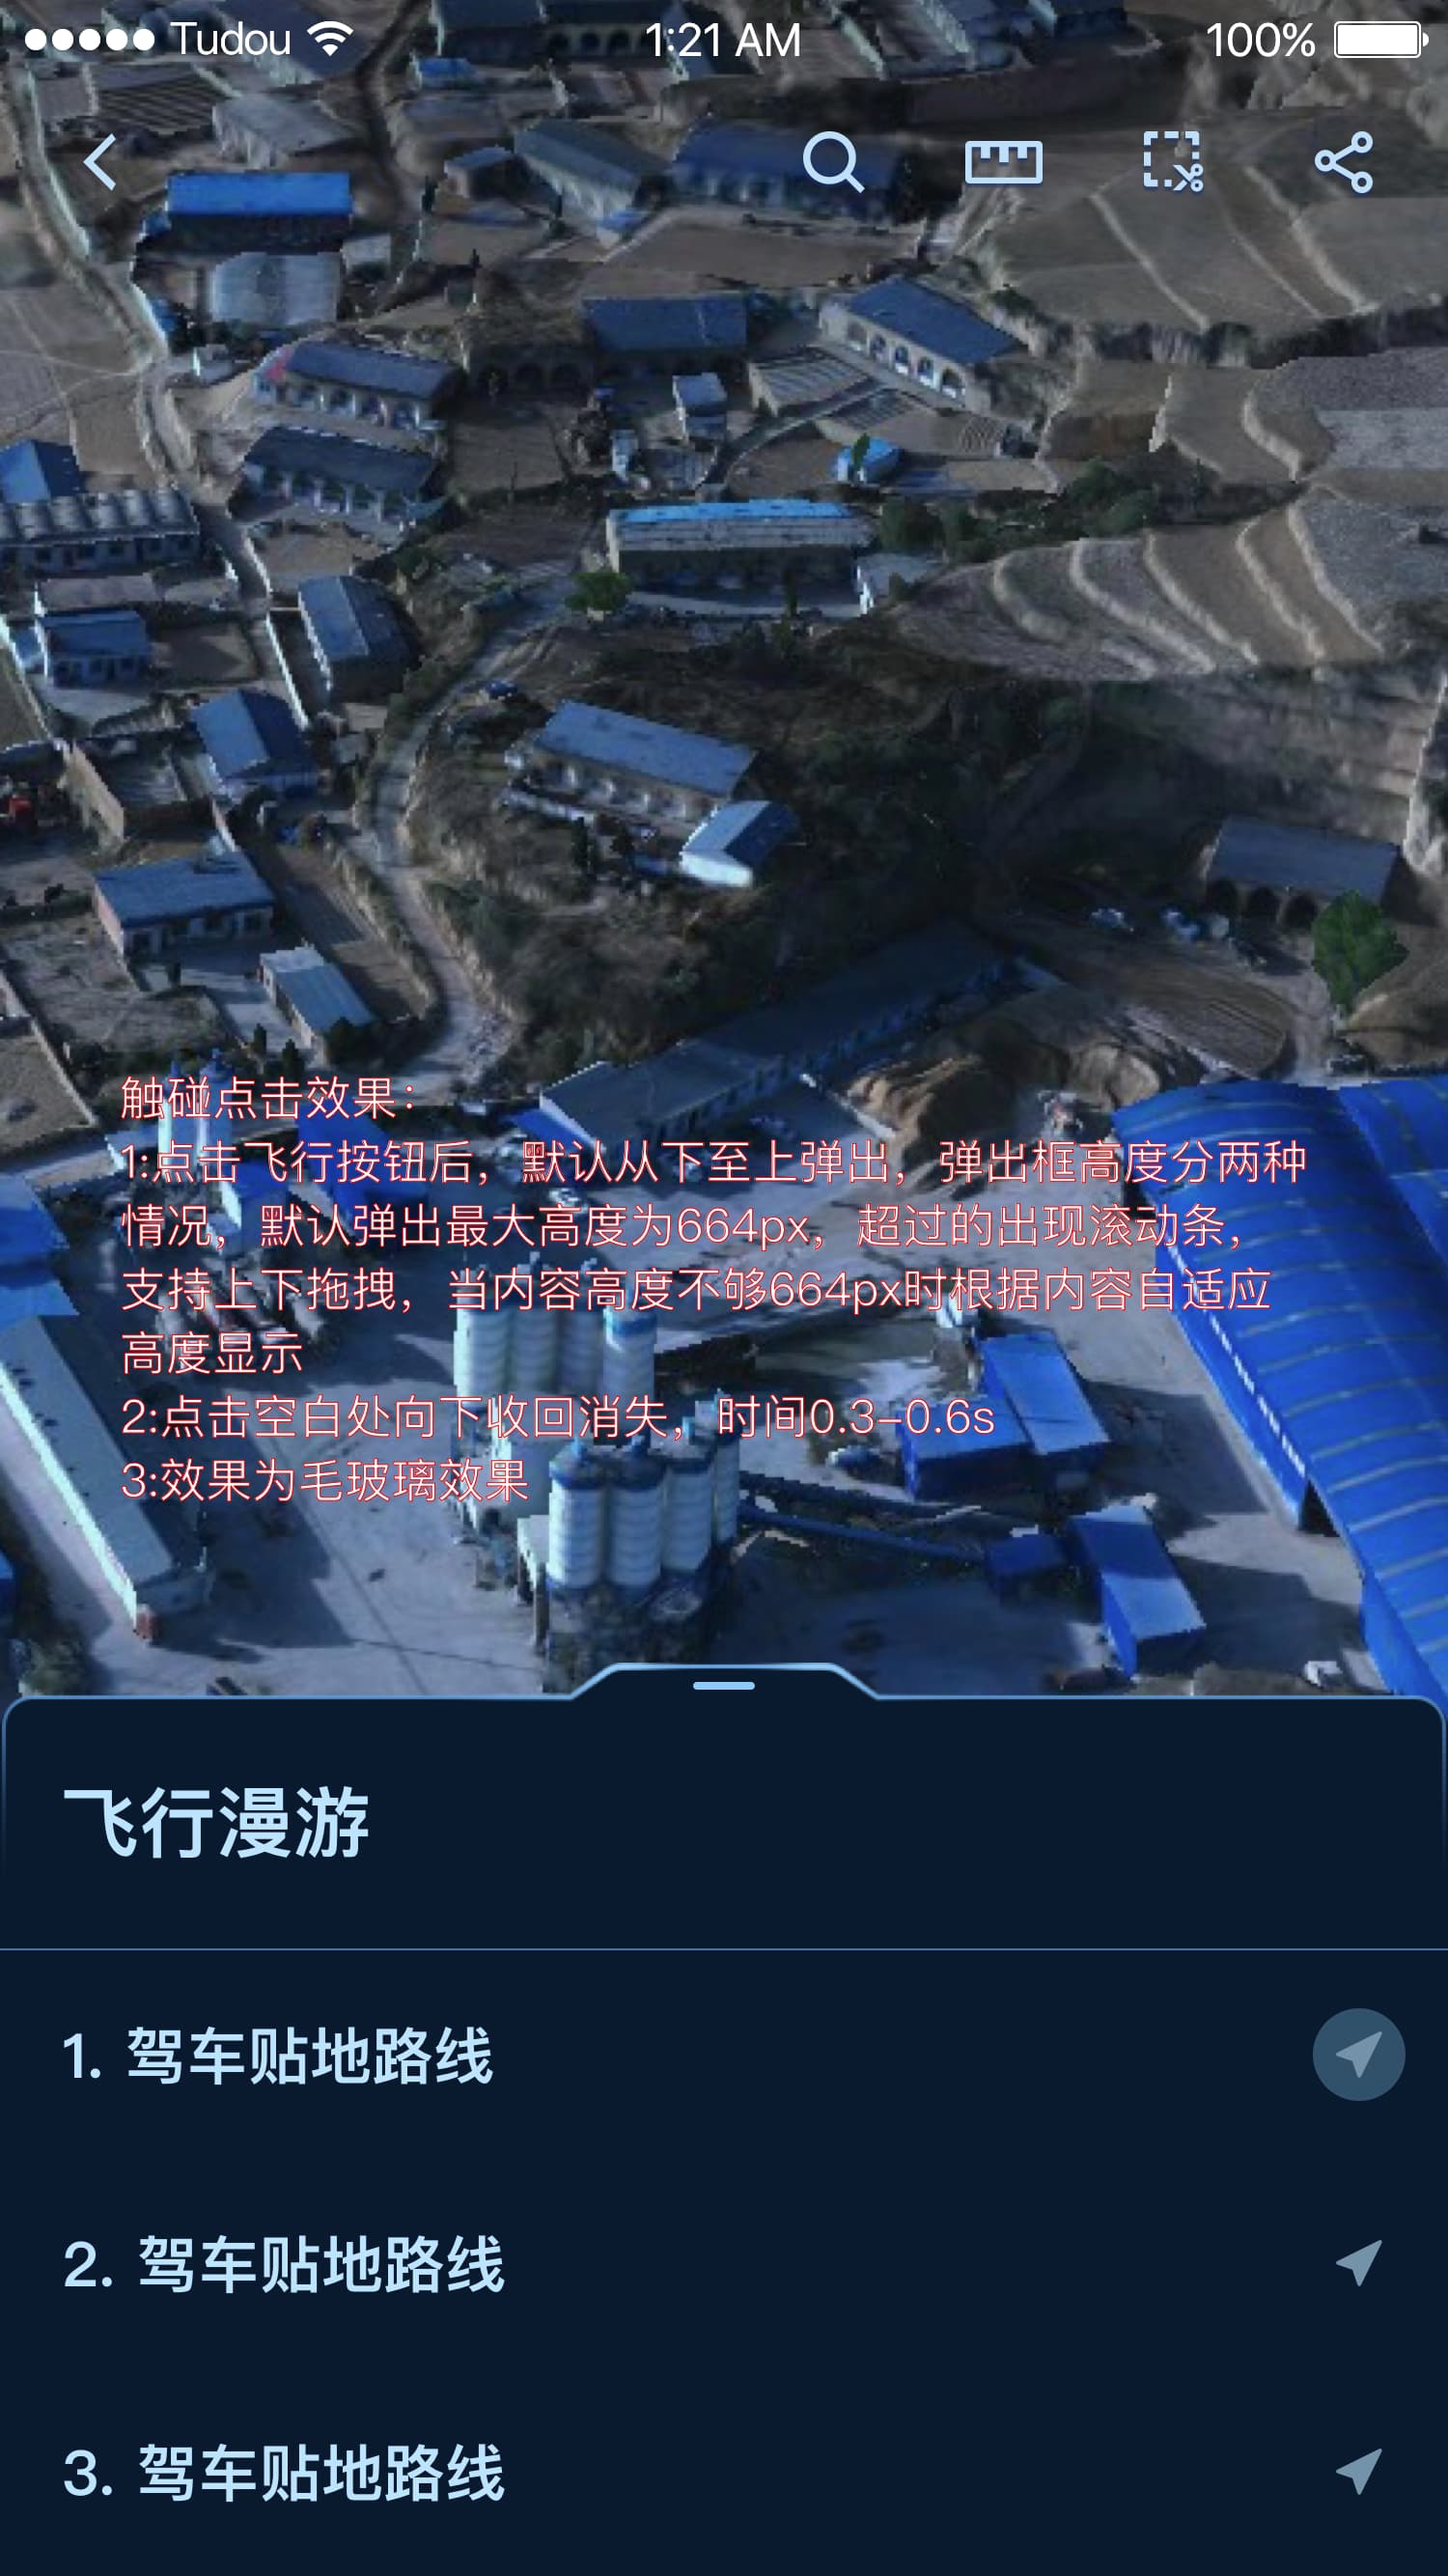 Tudou
1:21 AM
100%
触碰点击效果：
1:点击飞行按钮后，默认从下至上弹出，弹出框高度分两种
情况，默认弹出最大高度为664px，超过的出现滚动条，
支持上下拖拽，当内容高度不够664px时根据内容自适应
高度显示
2:点击空白处向下收回消失，时间0.3-0.6s
3:效果为毛玻璃效果
飞行漫游
1. 驾车贴地路线
2. 驾车贴地路线
3. 驾车贴地路线